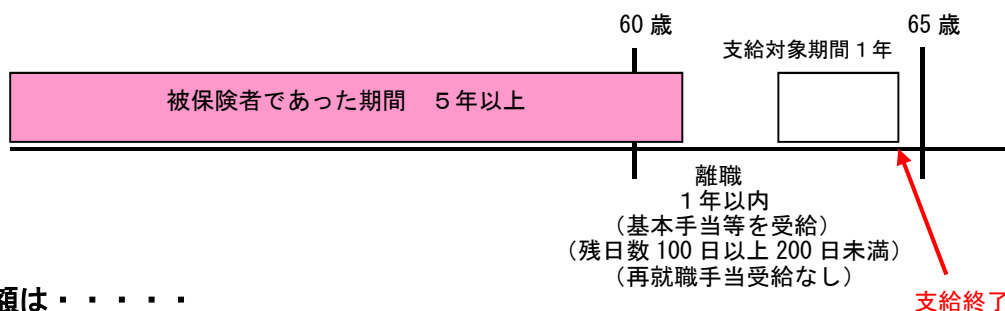 60 歳
65 歳
支給対象期間１年
被保険者であった期間　５年以上
離職
１年以内
（基本手当等を受給）
（残日数 100 日以上 200 日未満）
（再就職手当受給なし）
額は・・・・・
支給終了